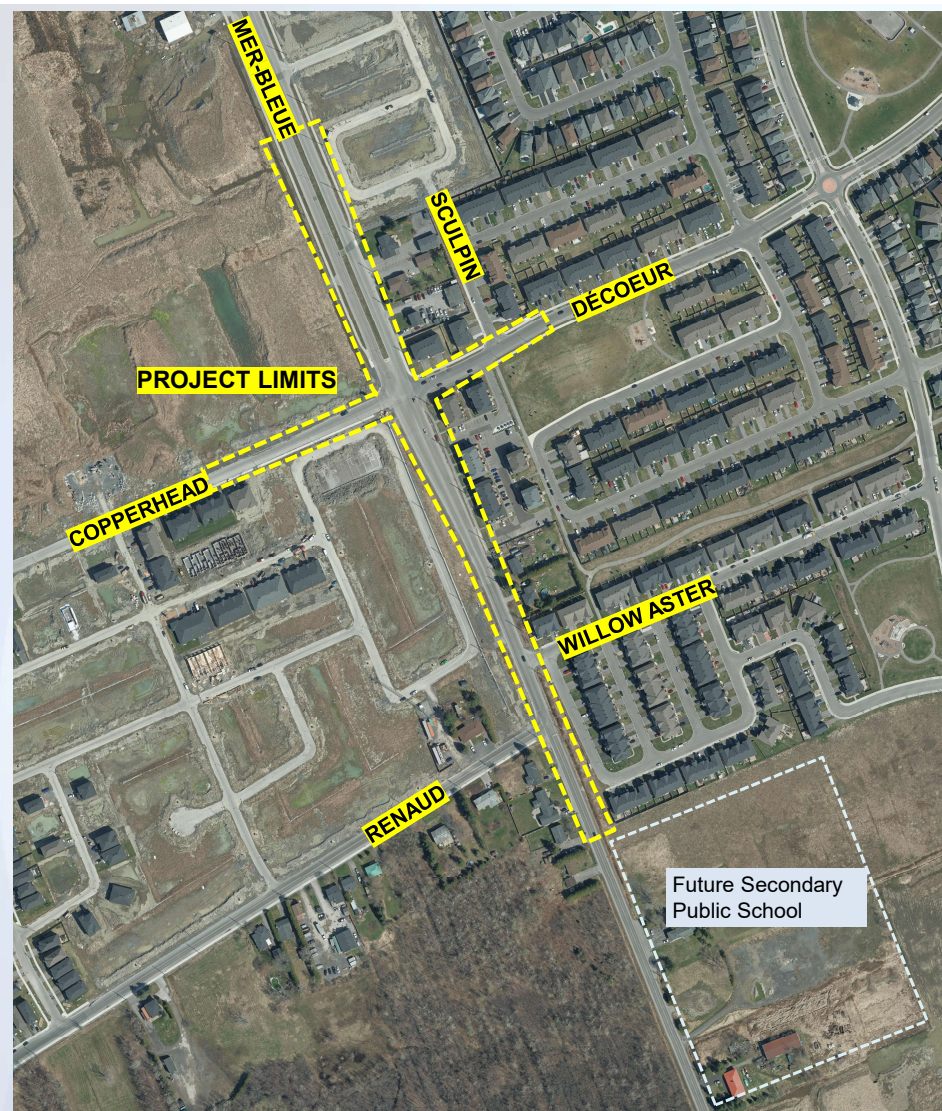 MER-BLEUE
SCULPIN
DÉCOEUR
PROJECT LIMITS
COPPERHEAD
WILLOW ASTER
RENAUD
Future Secondary
Public School